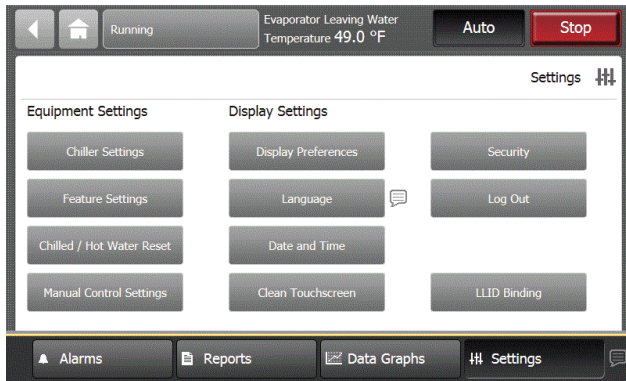 Running
Evaporator Leaving Water
Temperature 49.0 °F
Auto
Stop
Settings
Equipment Settings
Display Settings
Chiller Settings
Display Preferences
Security
Feature Settings
Language
Log Out
Chilled / Hot Water Reset
Date and Time
Manual Control Settings
Clean Touchscreen
LLID Binding
Alarms
Reports
Data Graphs
Settings